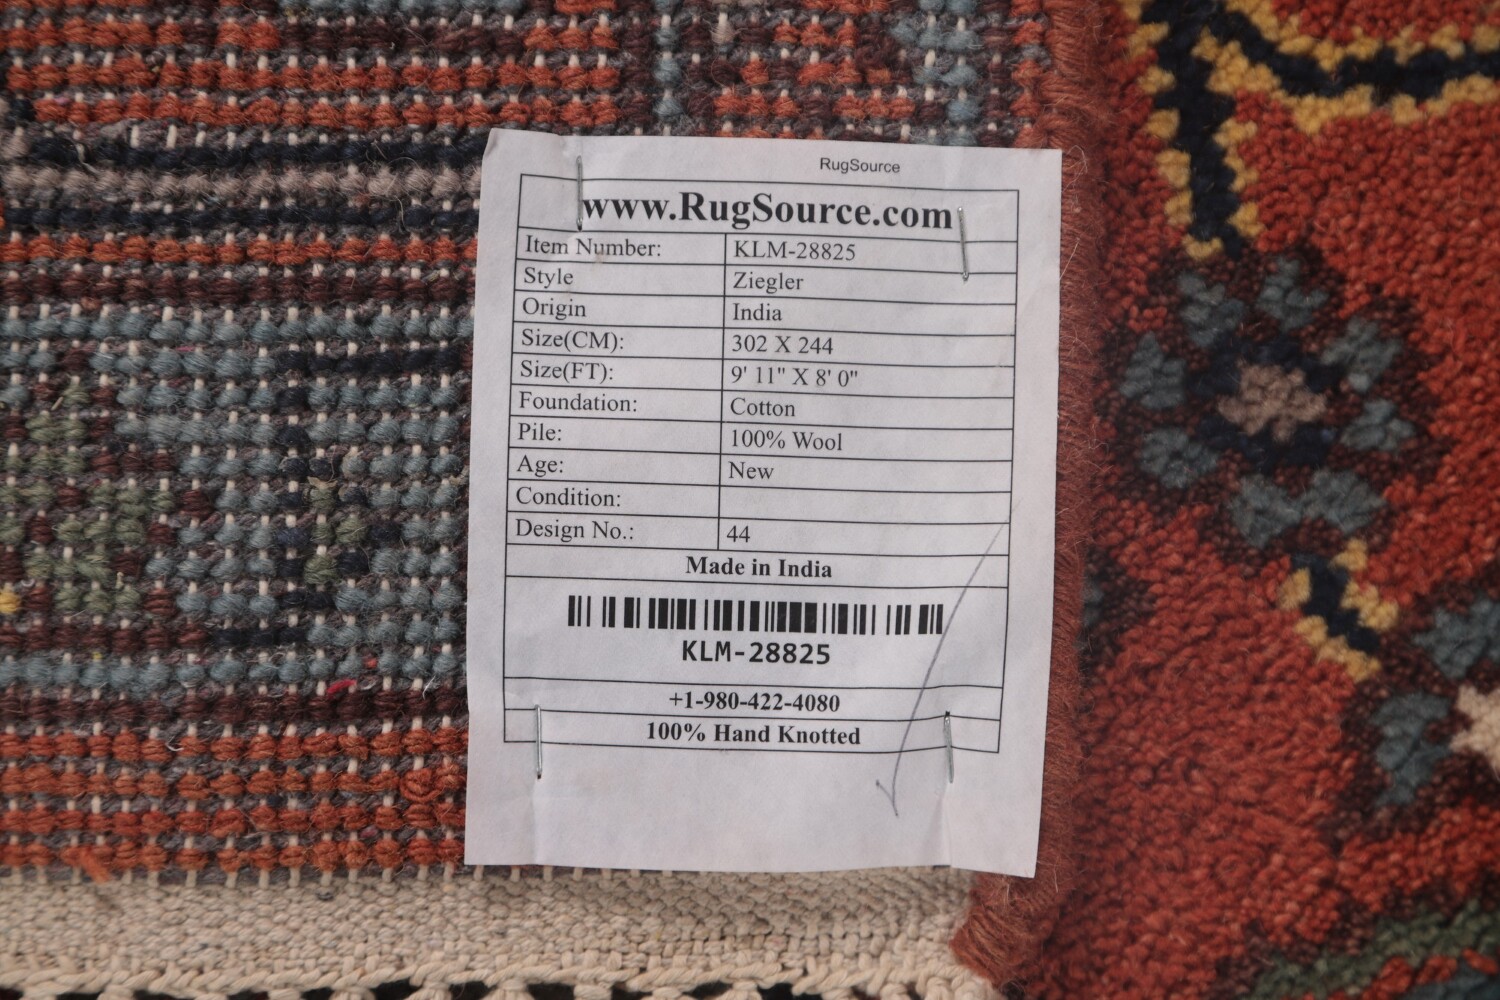 RugSource
www.RugSource.com
Item Number: KLM-28825
Style Ziegler
Origin India
Size(CM): 302 X 244
Size(FT): 9' 11" X 8' 0"
Foundation: Cotton
Pile: 100% Wool
Age: New
Condition:
Design No.: 44
Made in India
KLM-28825
+1-980-422-4080
100% Hand Knotted